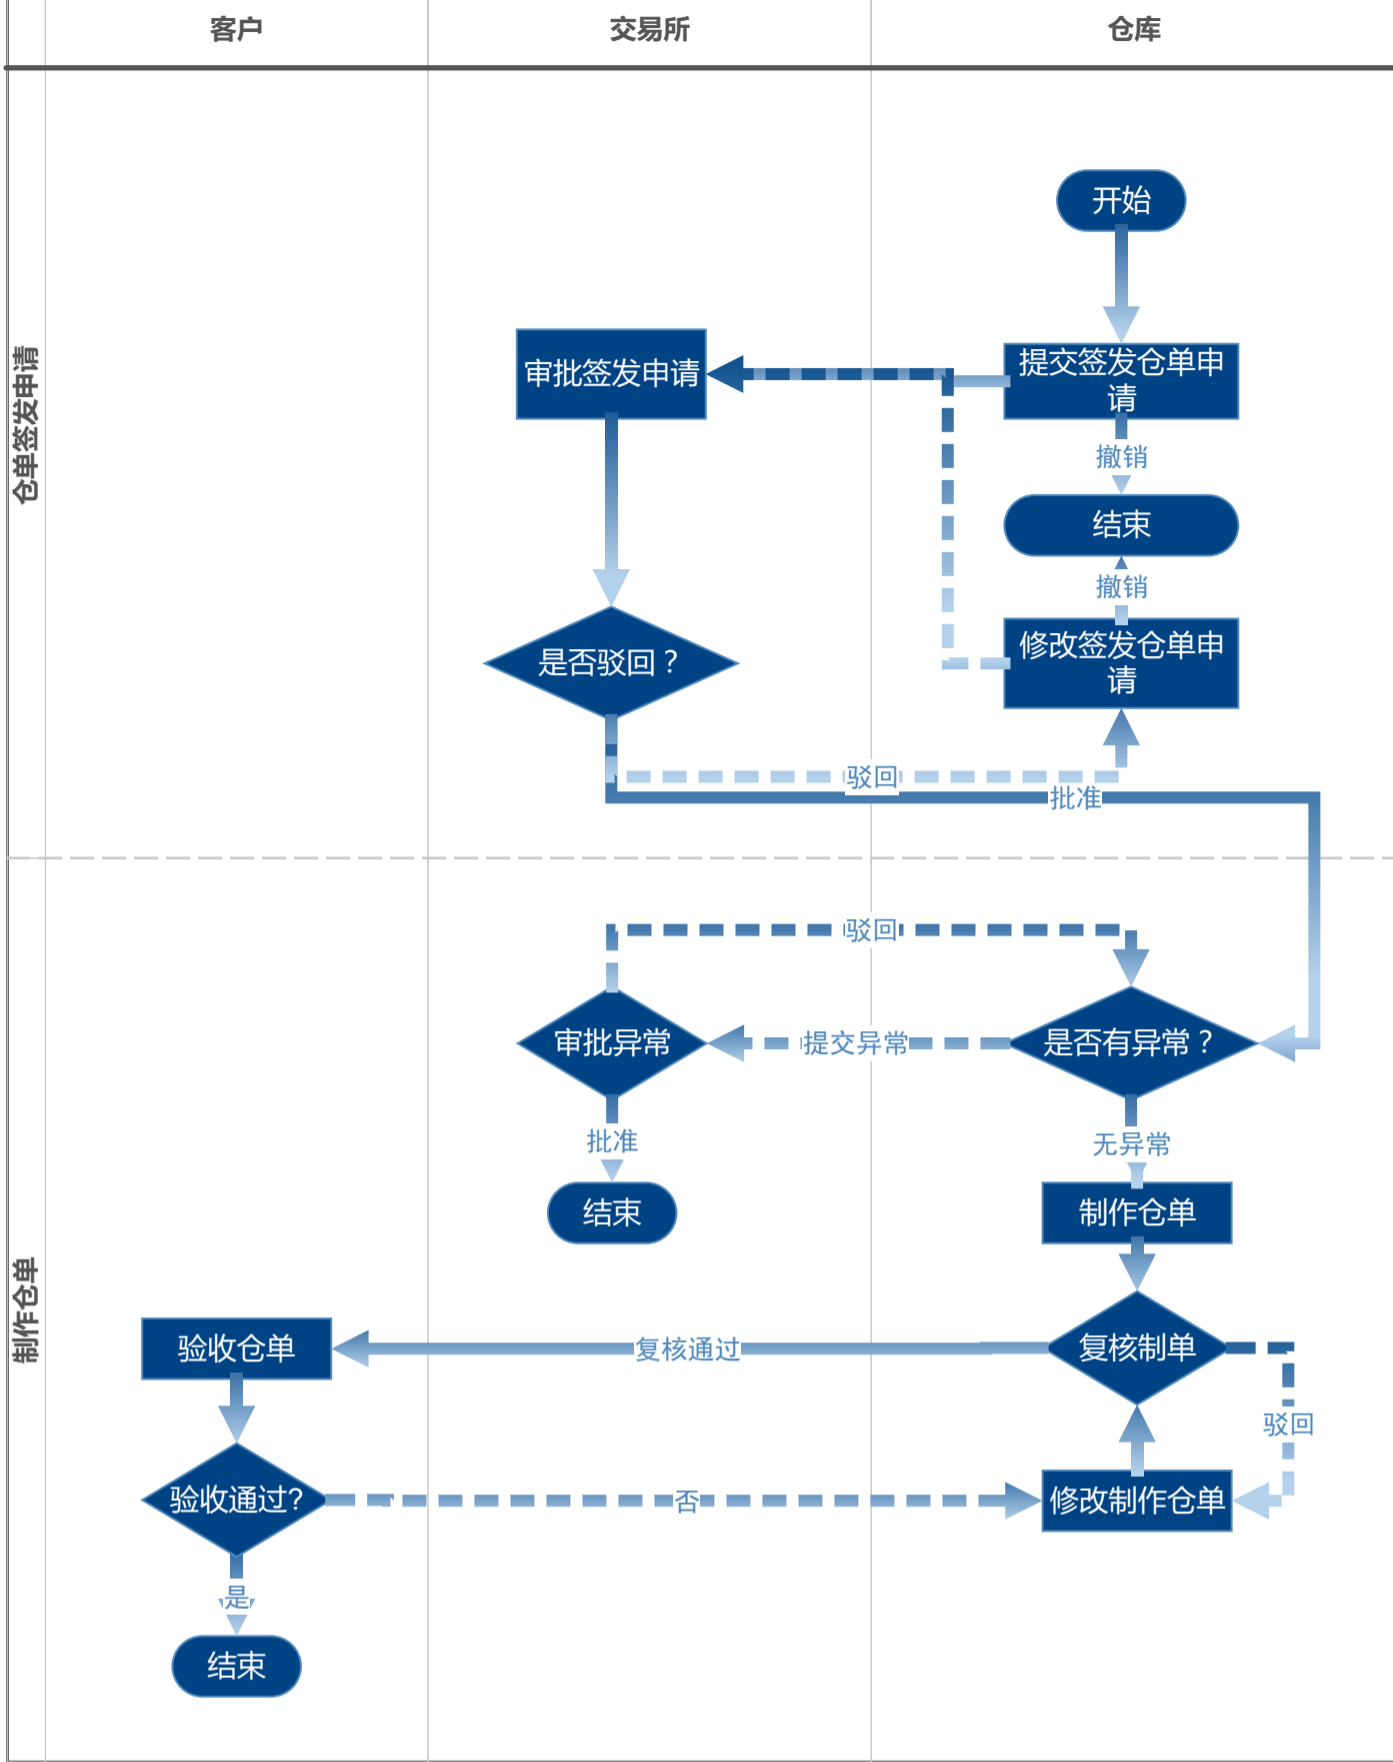 客户
交易所
仓库
仓单签发申请
开始
审批签发申请
提交签发仓单申
请
撤销
结束
撤销
是否驳回？
修改签发仓单申
请
驳回
批准
制作仓单
驳回
审批异常
提交异常
是否有异常？
批准
无异常
结束
制作仓单
验收仓单
复核通过
复核制单
驳回
验收通过?
否
修改制作仓单
是
结束